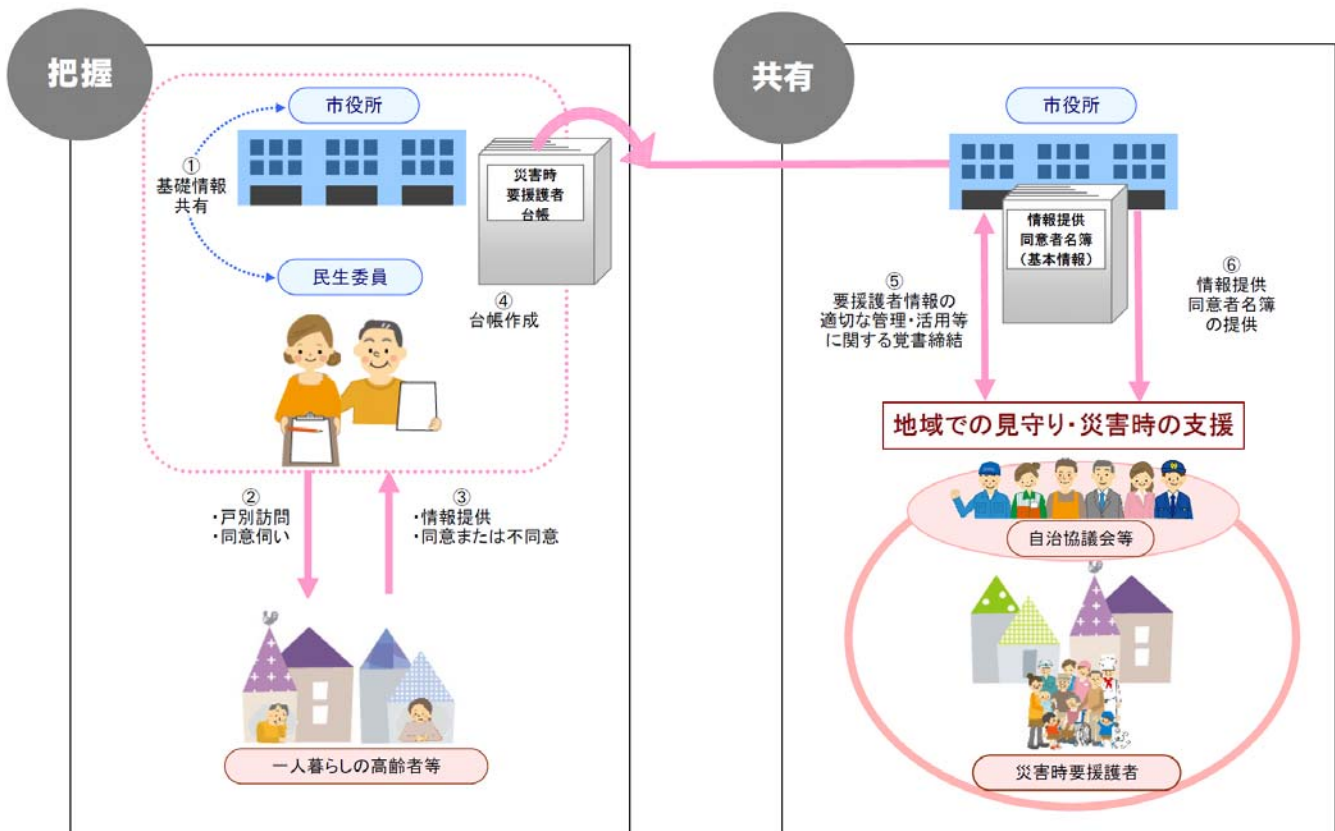 把握
市役所
①
基礎情報
共有
災害時
要援護者
台帳
民生委員
④
台帳作成
②
・戸別訪問
・同意伺い
③
・情報提供
・同意または不同意
一人暮らしの高齢者等
共有
市役所
情報提供
同意者名簿
(基本情報)
⑤
要援護者情報の
適切な管理・活用等
に関する覚書締結
⑥
情報提供
同意者名簿
の提供
地域での見守り・災害時の支援
自治協議会等
災害時要援護者